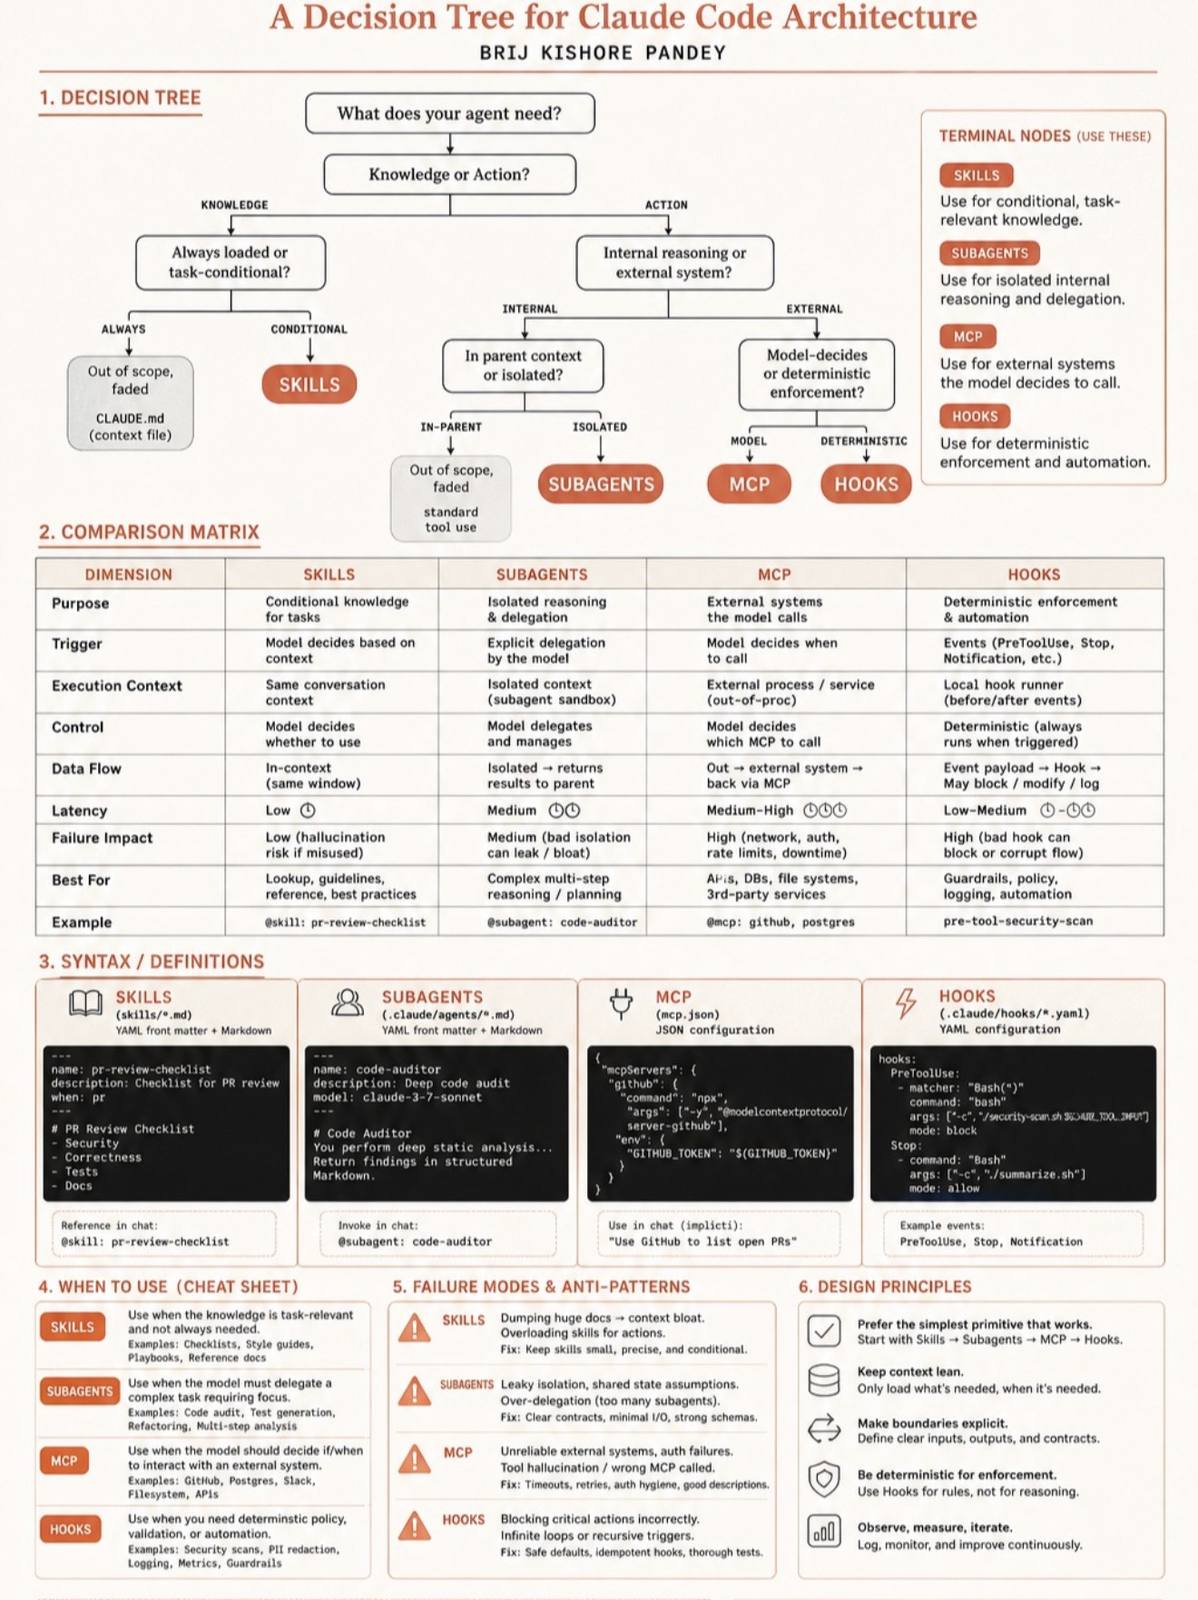 A Decision Tree for Claude Code Architecture
BRIJ KISHORE PANDEY
1. DECISION TREE
What does your agent need?
Knowledge or Action?
KNOWLEDGE
ACTION
Always loaded or
task-conditional?
Internal reasoning or
external system?
ALWAYS
CONDITIONAL
INTERNAL
EXTERNAL
Out of scope,
faded
CLAUDE.md
(context file)
SKILLS
In parent context
or isolated?
Model-decides
or deterministic
enforcement?
IN-PARENT
ISOLATED
MODEL
DETERMINISTIC
Out of scope,
faded
standard
tool use
SUBAGENTS
MCP
HOOKS
TERMINAL NODES (USE THESE)
SKILLS
Use for conditional, task-
relevant knowledge.
SUBAGENTS
Use for isolated internal
reasoning and delegation.
MCP
Use for external systems
the model decides to call.
HOOKS
Use for deterministic
enforcement and automation.
2. COMPARISON MATRIX
DIMENSION SKILLS SUBAGENTS MCP HOOKS
Purpose
Conditional knowledge
for tasks
Isolated reasoning
& delegation
External systems
the model calls
Deterministic enforcement
& automation
Trigger
Model decides based on
context
Explicit delegation
by the model
Model decides when
to call
Events (PreToolUse, Stop,
Notification, etc.)
Execution Context
Same conversation
context
Isolated context
(subagent sandbox)
External process / service
(out-of-proc)
Local hook runner
(before/after events)
Control
Model decides
whether to use
Model delegates
and manages
Model decides
which MCP to call
Deterministic (always
runs when triggered)
Data Flow
In-context
(same window)
Isolated → returns
results to parent
Out → external system →
back via MCP
Event payload → Hook →
May block / modify / log
Latency
Low
Medium
Medium-High
Low-Medium
Failure Impact
Low (hallucination
risk if misused)
Medium (bad isolation
can leak / bloat)
High (network, auth,
rate limits, downtime)
High (bad hook can
block or corrupt flow)
Best For
Lookup, guidelines,
reference, best practices
Complex multi-step
reasoning / planning
APIs, DBs, file systems,
3rd-party services
Guardrails, policy,
logging, automation
Example
@skill: pr-review-checklist
@subagent: code-auditor
@mcp: github, postgres
pre-tool-security-scan
3. SYNTAX / DEFINITIONS
SKILLS
(skills/*.md)
YAML front matter + Markdown
---
name: pr-review-checklist
description: Checklist for PR review
when: pr
---
# PR Review Checklist
- Security
- Correctness
- Tests
- Docs
Reference in chat:
@skill: pr-review-checklist
SUBAGENTS
(.claude/agents/*.md)
YAML front matter + Markdown
---
name: code-auditor
description: Deep code audit
model: claude-3-7-sonnet
---
# Code Auditor
You perform deep static analysis...
Return findings in structured
Markdown.
Invoke in chat:
@subagent: code-auditor
MCP
(mcp.json)
JSON configuration
{
"mcpServers": {
"github": {
"command": "npx",
"args": ["-y", "@modelcontextprotocol/
server-github"],
"env": {
"GITHUB_TOKEN": "$(GITHUB_TOKEN}"
}
}
}
Use in chat (implicti):
"Use GitHub to list open PRs"
HOOKS
(.claude/hooks/*.yaml)
YAML configuration
hooks:
PreToolUse:
- matcher: "Bash(*)"
command: "bash"
args: ["-c", "/security-scan.sh
mode: block
Stop:
- command: "Bash"
args: ["-c", "./summarize.sh"]
mode: allow
Example events:
PreToolUse, Stop, Notification
4. WHEN TO USE (CHEAT SHEET)
SKILLS
Use when the knowledge is task-relevant
and not always needed.
Examples: Checklists, Style guides,
Playbooks, Reference docs
SUBAGENTS
Use when the model must delegate a
complex task requiring focus.
Examples: Code audit, Test generation,
Refactoring, Multi-step analysis
MCP
Use when the model should decide if/when
to interact with an external system.
Examples: GitHub, Postgres, Slack,
Filesystem, APIs
HOOKS
Use when you need determinstic policy,
validation, or automation.
Examples: Security scans, PII redaction,
Logging, Metrics, Guardrails
5. FAILURE MODES & ANTI-PATTERNS
SKILLS
Dumping huge docs → context bloat.
Overloading skills for actions.
Fix: Keep skills small, precise, and conditional.
SUBAGENTS
Leaky isolation, shared state assumptions.
Over-delegation (too many subagents).
Fix: Clear contracts, minimal I/O, strong schemas.
MCP
Unreliable external systems, auth failures.
Tool hallucination / wrong MCP called.
Fix: Timeouts, retries, auth hygiene, good descriptions.
HOOKS
Blocking critical actions incorrectly.
Infinite loops or recursive triggers.
Fix: Safe defaults, idempotent hooks, thorough tests.
6. DESIGN PRINCIPLES
Prefer the simplest primitive that works.
Start with Skills → Subagents → MCP → Hooks.
Keep context lean.
Only load what's needed, when it's needed.
Make boundaries explicit.
Define clear inputs, outputs, and contracts.
Be deterministic for enforcement.
Use Hooks for rules, not for reasoning.
Observe, measure, iterate.
Log, monitor, and improve continuously.